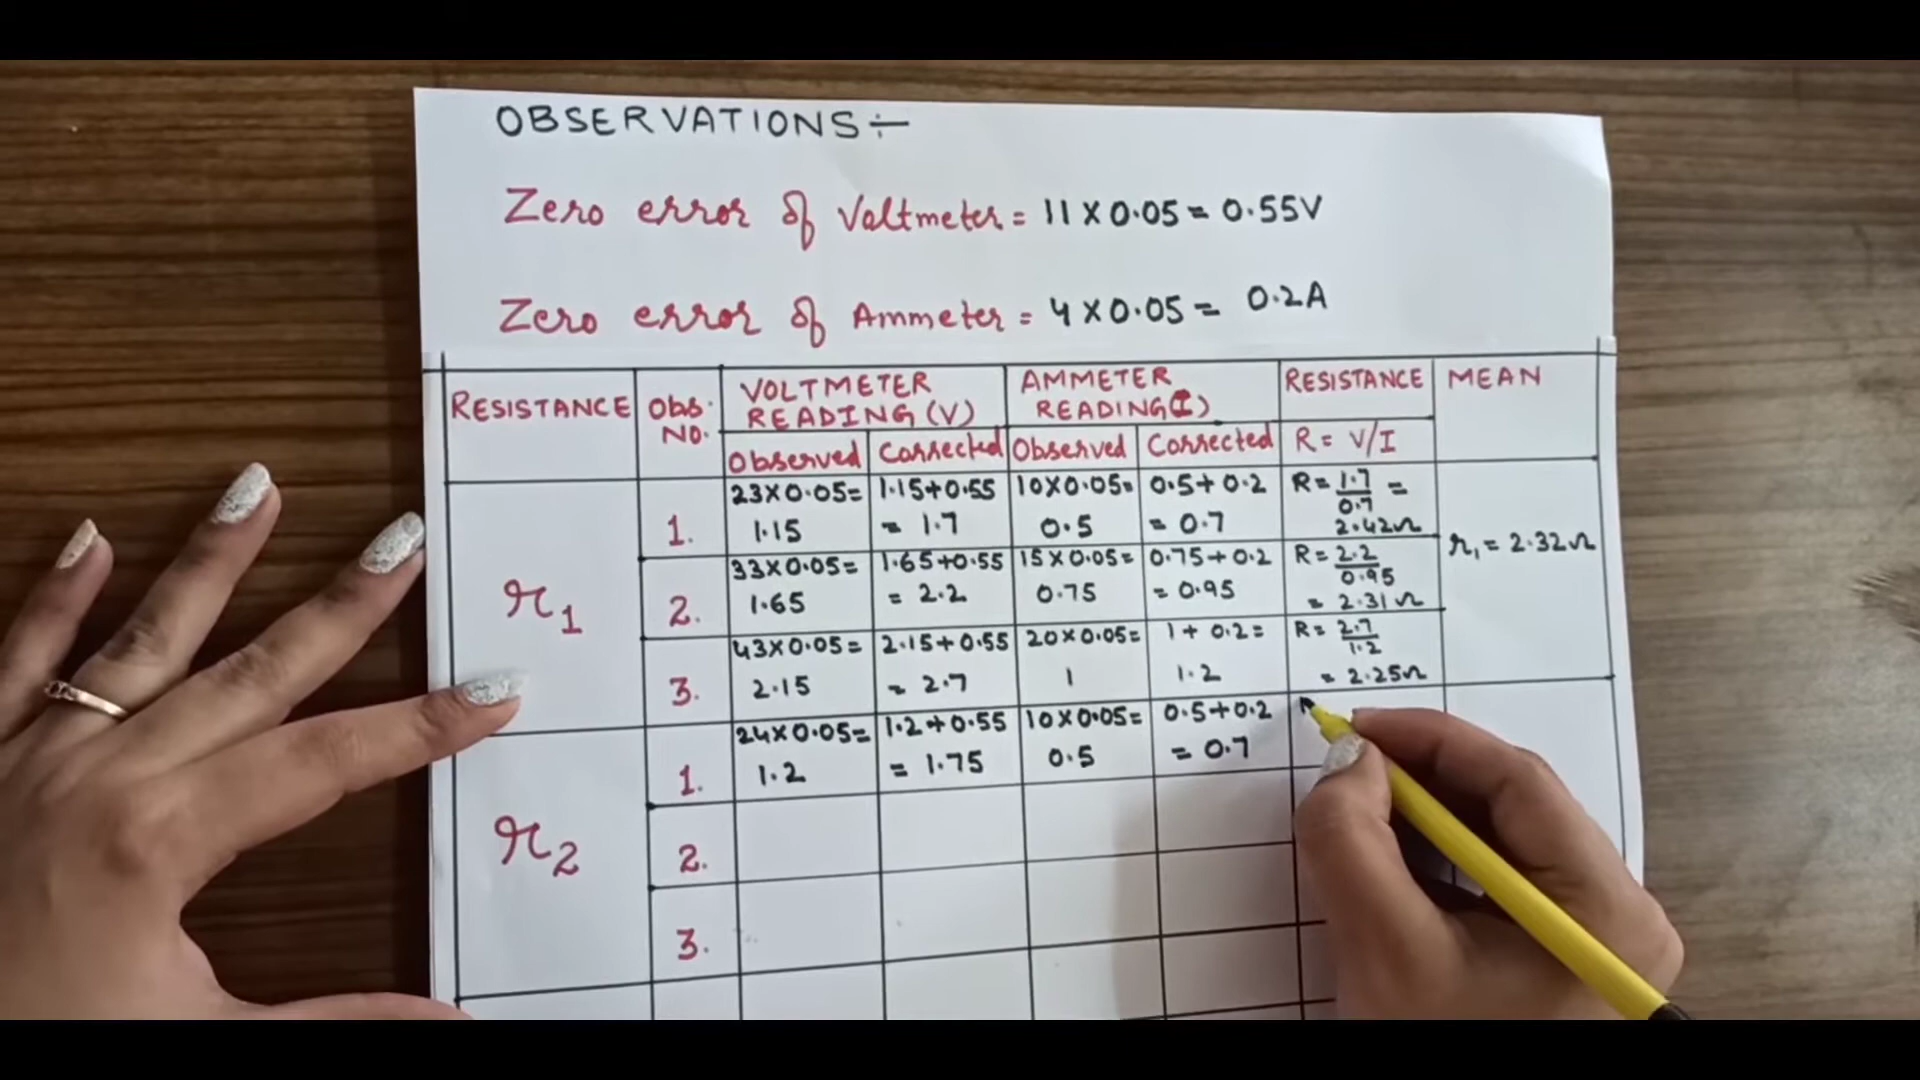 OBSERVATIONS÷
Zero error of Voltmeter = 11 X 0.05 = 0.55V
Zero error of Ammeter = 4 X 0.05 = 0.2A
RESISTANCE
Obs.
NO.
VOLTMETER
READING (V)
AMMETER
READING(I)
RESISTANCE
MEAN
Observed
Corrected
Observed
Corrected
R = V/I
r1
1.
23X0.05=
1.15
1.15+0.55
= 1.7
10X0.05=
0.5
0.5+0.2
= 0.7
R = 1.7/0.7 =
2.42Ω
r1 = 2.32Ω
2.
33X0.05=
1.65
1.65+0.55
= 2.2
15X0.05=
0.75
0.75+0.2
= 0.95
R = 2.2/0.95
= 2.31Ω
3.
43X0.05=
2.15
2.15+0.55
= 2.7
20X0.05=
1
1+0.2=
1.2
R = 2.7/1.2
= 2.25Ω
r2
1.
24X0.05=
1.2
1.2+0.55
= 1.75
10X0.05=
0.5
0.5+0.2
= 0.7
2.
3.